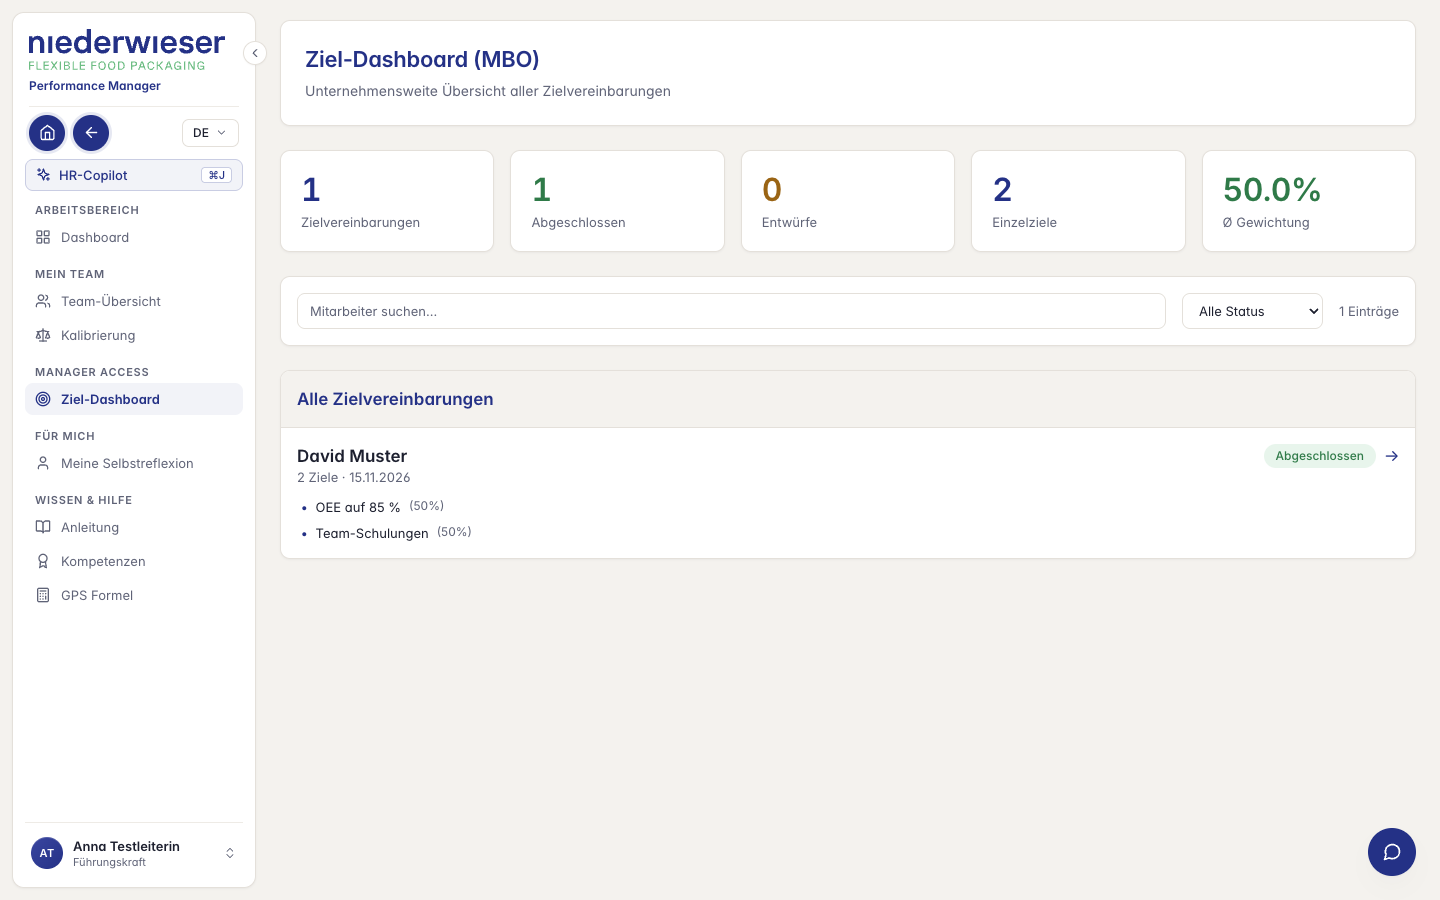 niederwieser
FLEXIBLE FOOD PACKAGING
Performance Manager
DE
HR-Copilot
⌘J
ARBEITSBEREICH
Dashboard
MEIN TEAM
Team-Übersicht
Kalibrierung
MANAGER ACCESS
Ziel-Dashboard
FÜR MICH
Meine Selbstreflexion
WISSEN & HILFE
Anleitung
Kompetenzen
GPS Formel
AT
Anna Testleiterin
Führungskraft
Ziel-Dashboard (MBO)
Unternehmensweite Übersicht aller Zielvereinbarungen
1
Zielvereinbarungen
1
Abgeschlossen
0
Entwürfe
2
Einzelziele
50.0%
Ø Gewichtung
Mitarbeiter suchen...
Alle Status
1 Einträge
Alle Zielvereinbarungen
David Muster
Abgeschlossen
2 Ziele · 15.11.2026
• OEE auf 85 % (50%)
• Team-Schulungen (50%)